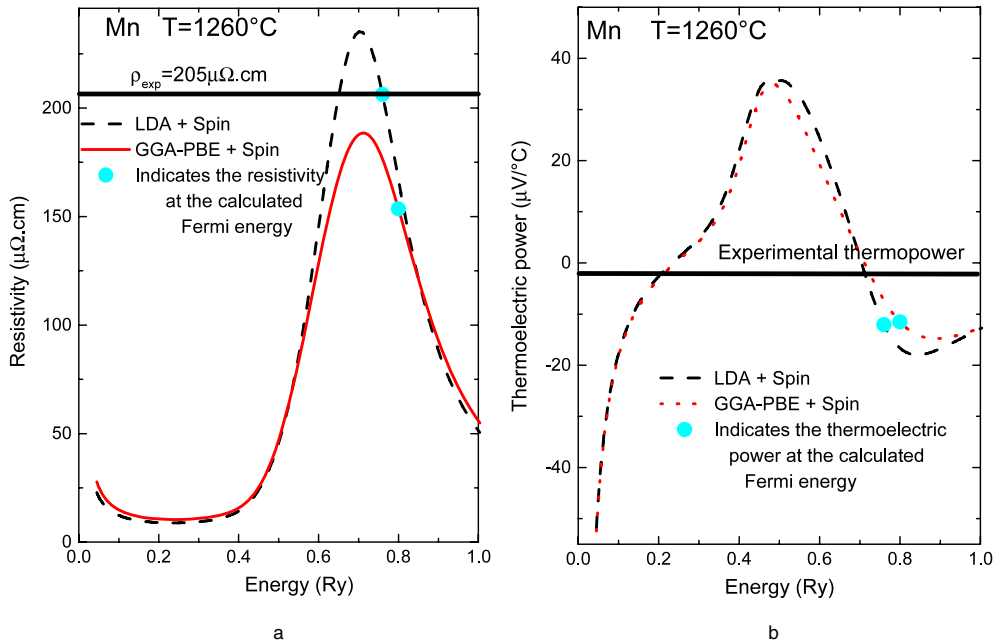 Mn T=1260°C
ρexp=205μΩ.cm
LDA + Spin
GGA-PBE + Spin
Indicates the resistivity
at the calculated
Fermi energy
Resistivity (μΩ.cm)
200
150
100
50
0
0.0 0.2 0.4 0.6 0.8 1.0
Energy (Ry)
a
Mn T=1260°C
Experimental thermopower
LDA + Spin
GGA-PBE + Spin
Indicates the thermoelectric
power at the calculated
Fermi energy
Thermoelectric power (μV/°C)
40
20
0
-20
-40
0.0 0.2 0.4 0.6 0.8 1.0
Energy (Ry)
b